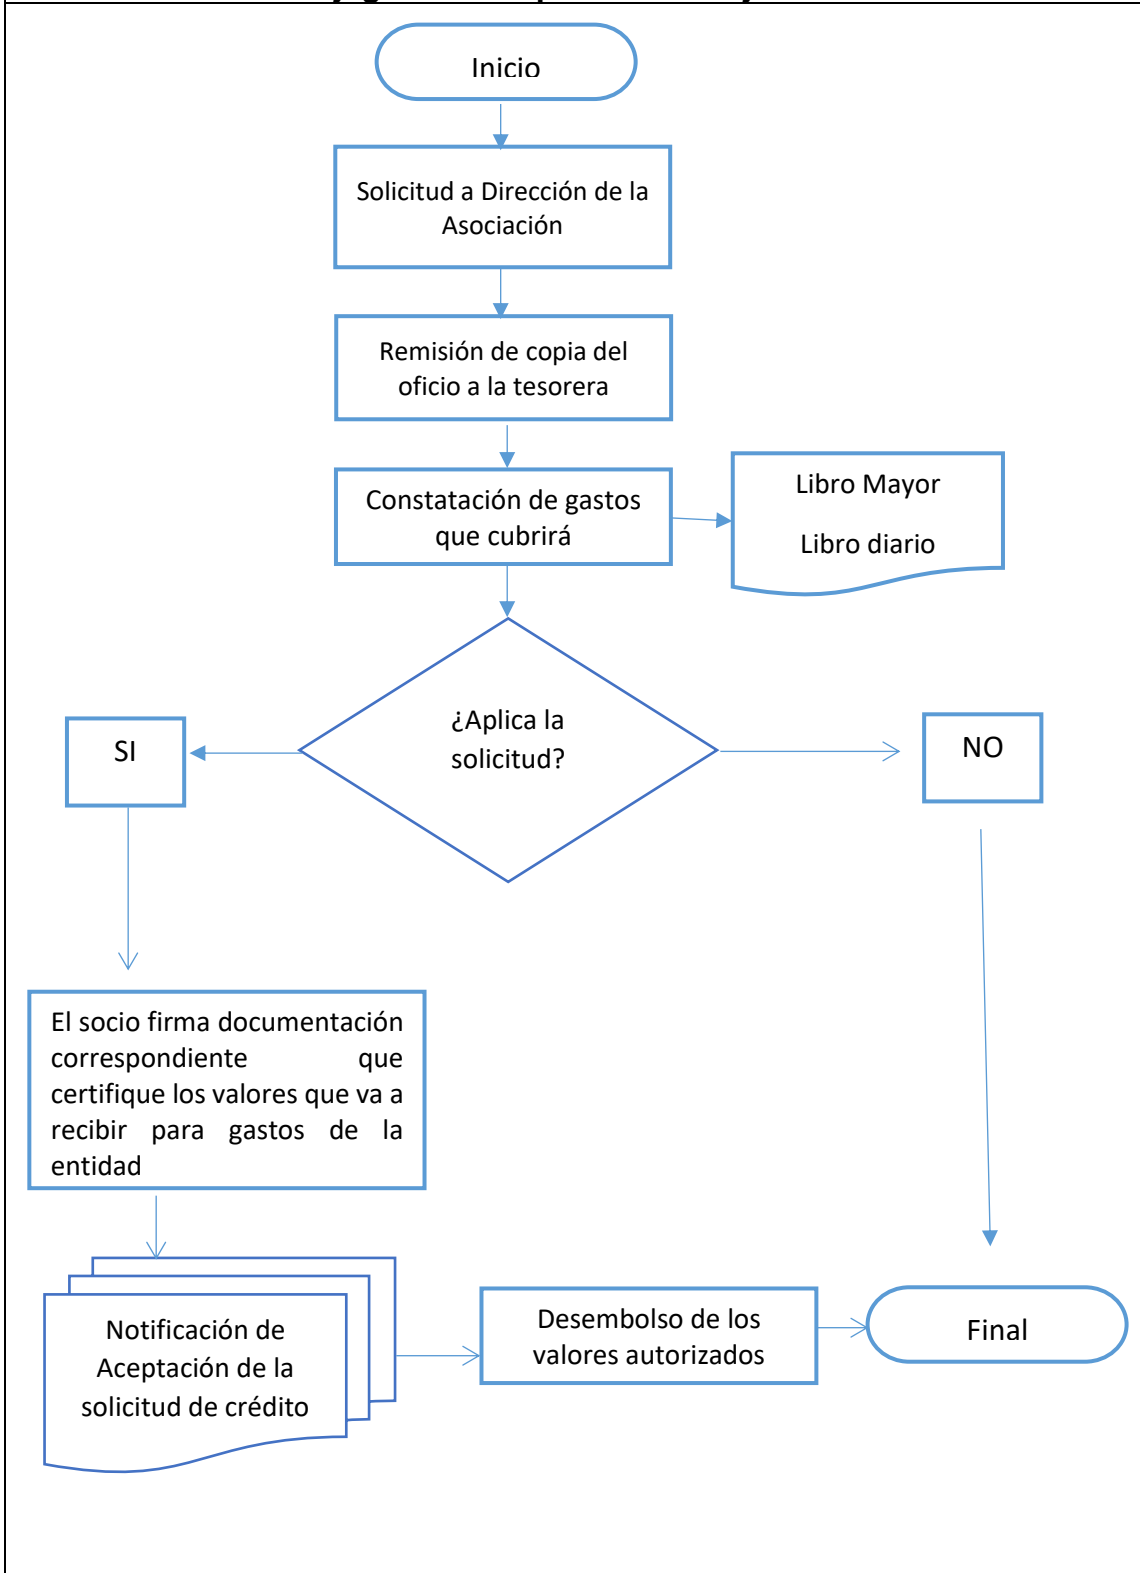 Inicio
Solicitud a Dirección de la
Asociación
Remisión de copia del
oficio a la tesorera
Constatación de gastos
que cubrirá
Libro Mayor
Libro diario
¿Aplica la
solicitud?
SI
NO
El socio firma documentación
correspondiente que
certifique los valores que va a
recibir para gastos de la
entidad
Notificación de
Aceptación de la
solicitud de crédito
Desembolso de los
valores autorizados
Final